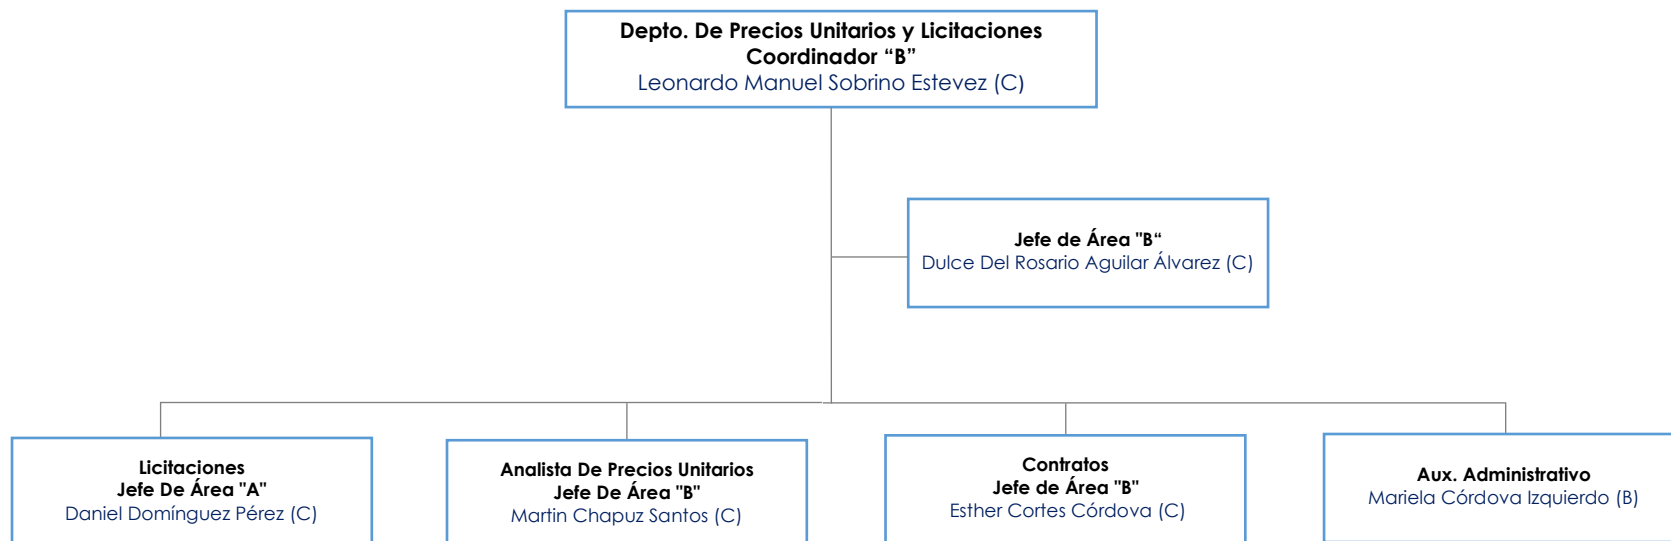 Depto. De Precios Unitarios y Licitaciones
Coordinador “B”
Leonardo Manuel Sobrino Estevez (C)
Jefe de Área "B“
Dulce Del Rosario Aguilar Álvarez (C)
Licitaciones
Jefe De Área "A"
Daniel Domínguez Pérez (C)
Analista De Precios Unitarios
Jefe De Área "B"
Martin Chapuz Santos (C)
Contratos
Jefe de Área "B"
Esther Cortes Córdova (C)
Aux. Administrativo
Mariela Córdova Izquierdo (B)